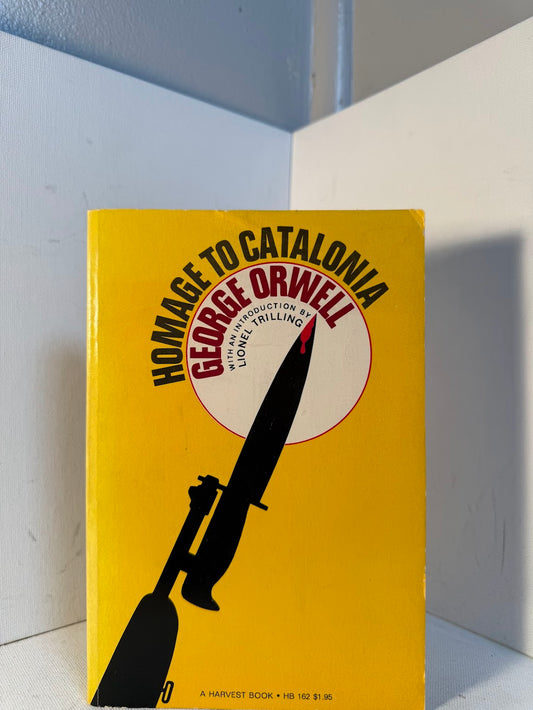 HOMAGE TO CATALONIA
GEORGE ORWELL
WITH AN INTRODUCTION BY
LIONEL TRILLING
A HARVEST BOOK • HB 162 $1.95